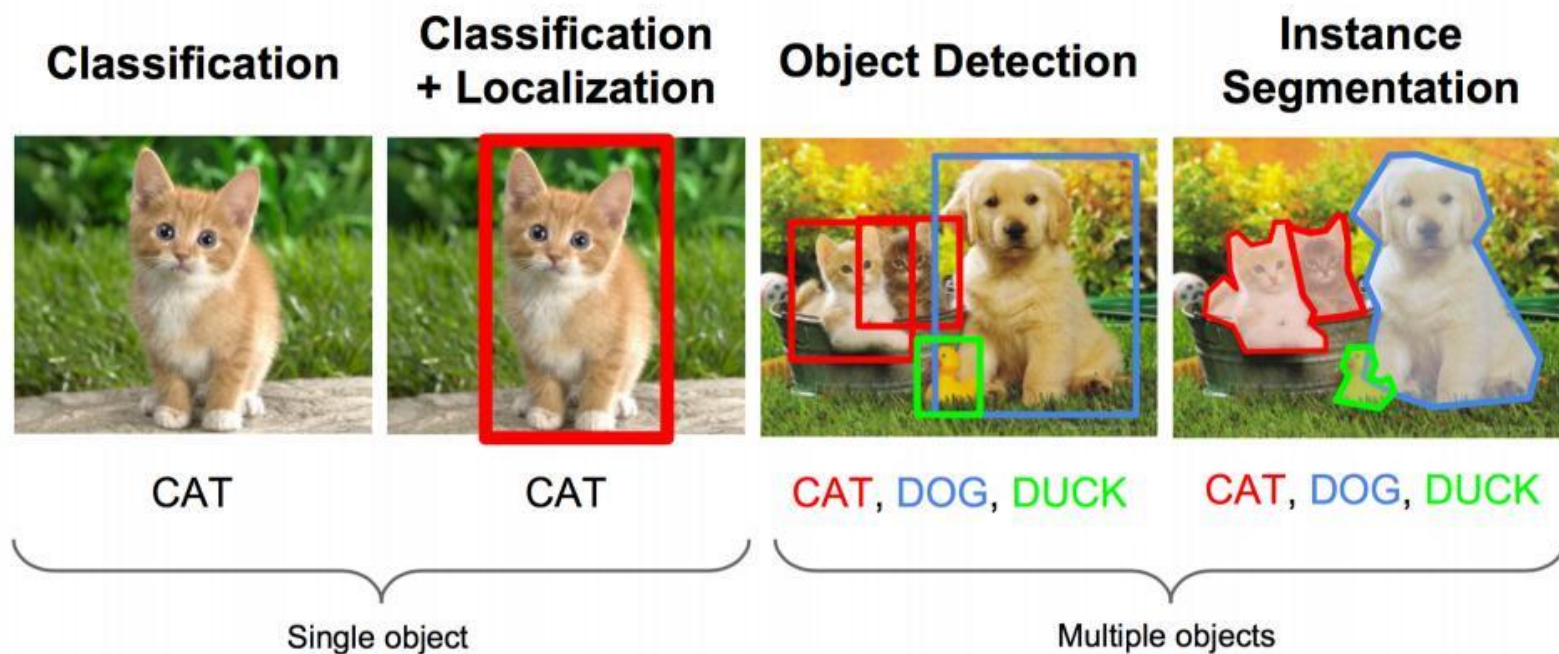 Classification
Classification
+ Localization
Object Detection
Instance
Segmentation
CAT
CAT
CAT, DOG, DUCK
CAT, DOG, DUCK
Single object
Multiple objects